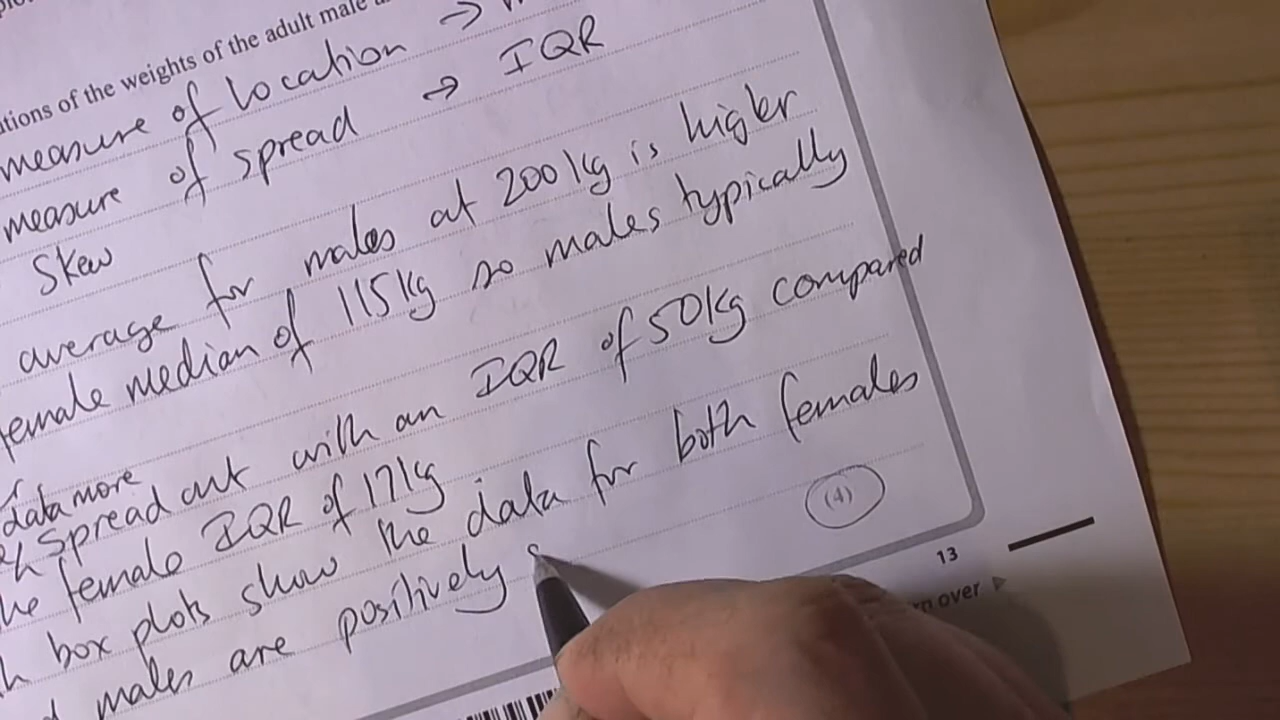 tions of the weights of the adult male
measure of location →
measure of spread → IQR
Skew
average for males at 200kg is higher
female median of 115kg so males typically
data more
spread out with an IQR of 50kg compared
the female IQR of 17kg
box plots show the data for both females
males are positively s
(4)
13
over